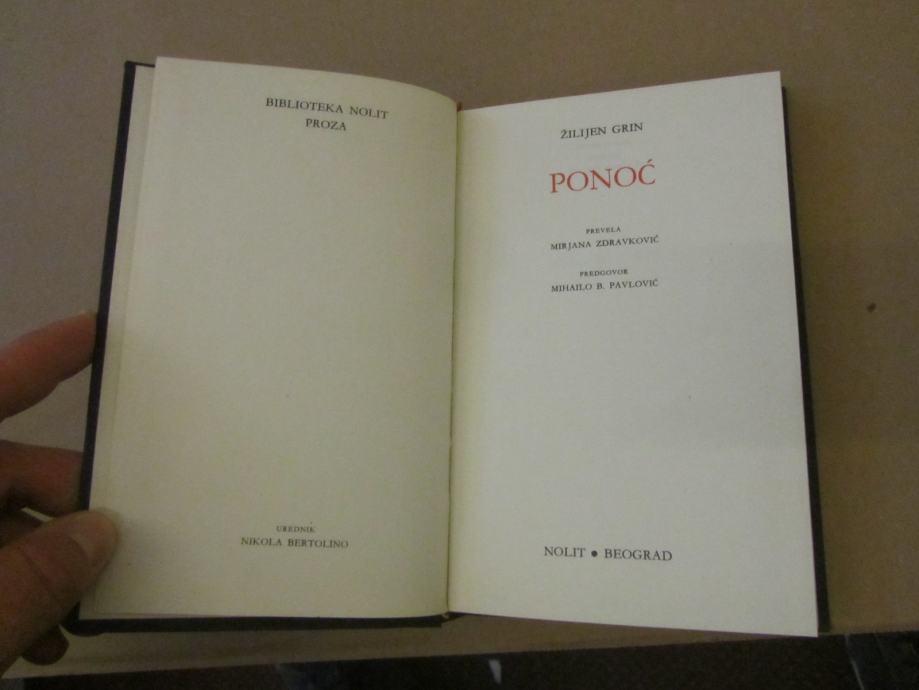 BIBLIOTEKA NOLIT
PROZA
UREDNIK
NIKOLA BERTOLINO
ŽILIJEN GRIN
PONOĆ
PREVELA
MIRJANA ZDRAVKOVIĆ
PREDGOVOR
MIHAILO B. PAVLOVIĆ
NOLIT ● BEOGRAD